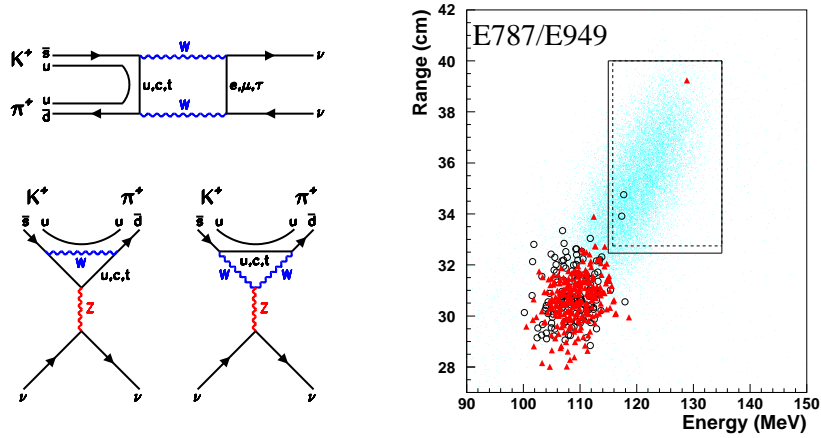 W
K⁺ s̅ ν
u
u,c,t e,μ,τ
π⁺ u
d̅ W ν
K⁺ π⁺
s̅ u u d̅
W u,c,t
Z
ν ν
K⁺ π⁺
s̅ u u d̅
u,c,t
W W
Z
ν ν
E787/E949
Range (cm)
42
40
38
36
34
32
30
28
90 100 110 120 130 140 150
Energy (MeV)